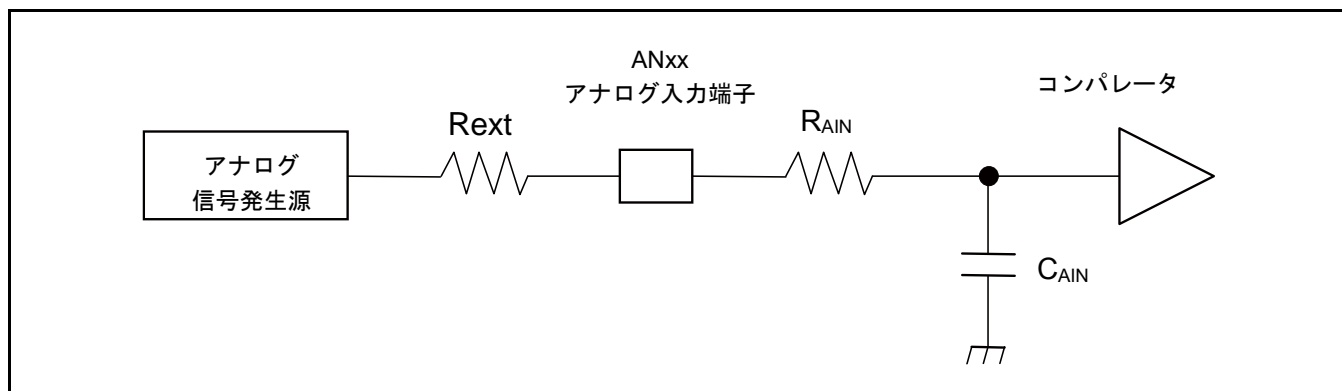 ANxx
アナログ入力端子
コンパレータ
Rext
RAIN
アナログ
信号発生源
CAIN